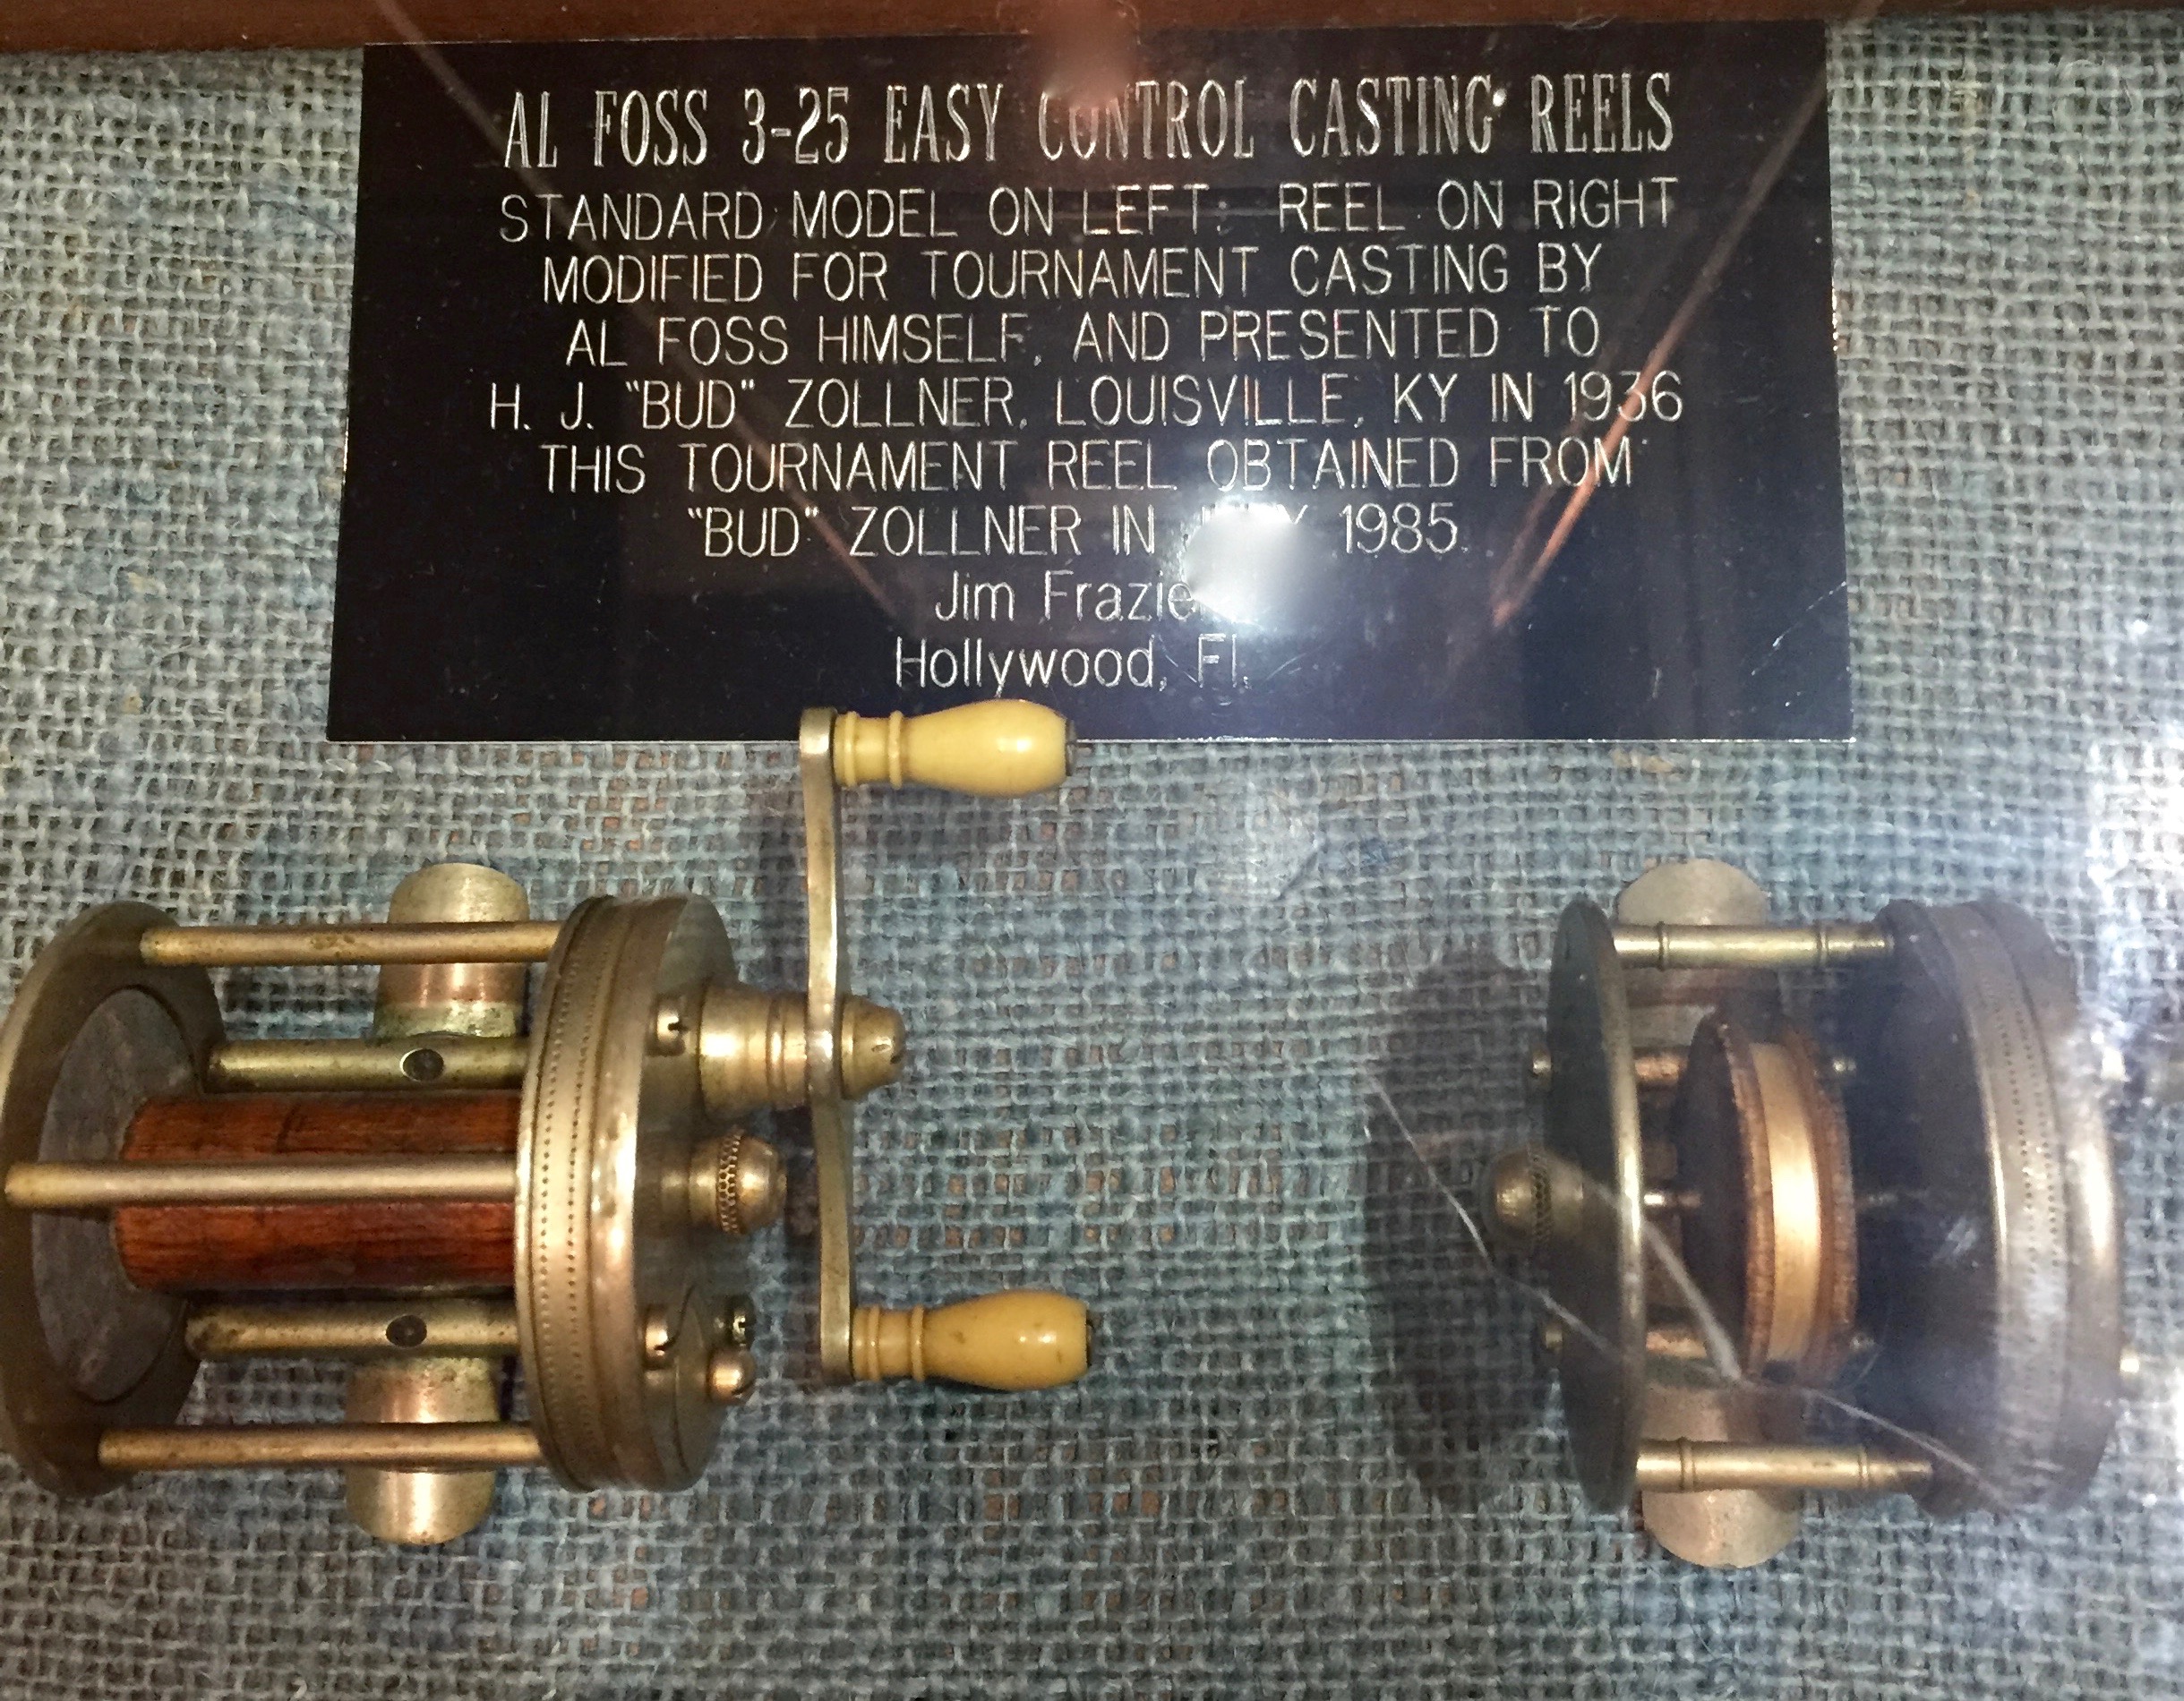 AL FOSS 3-25 EASY CONTROL CASTING REELS
STANDARD MODEL ON LEFT. REEL ON RIGHT
MODIFIED FOR TOURNAMENT CASTING BY
AL FOSS HIMSELF, AND PRESENTED TO
H. J. "BUD" ZOLLNER, LOUISVILLE, KY IN 1936
THIS TOURNAMENT REEL OBTAINED FROM
"BUD" ZOLLNER IN 1985.
Jim Frazier
Hollywood, Fl.